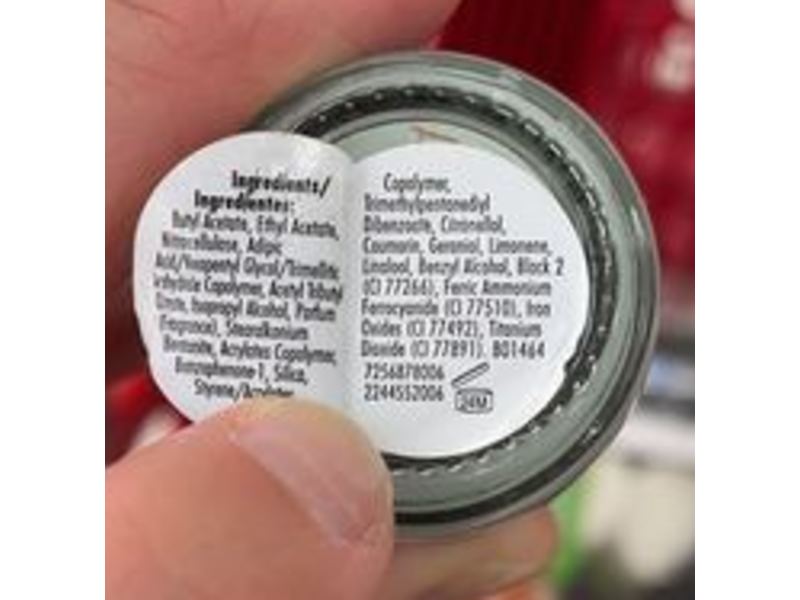 Ingredients/
Ingredientes:
Butyl Acetate, Ethyl Acetate,
Nitrocellulose, Adipic
Acid/Neopentyl Glycol/Trimellitic
Anhydride Copolymer, Acetyl Tributyl
Citrate, Isopropyl Alcohol, Parfum
(Fragrance), Stearalkonium
Bentonite, Acrylates Copolymer,
Benzophenone-1, Silica,
Styrene/Acrylates
Copolymer,
Trimethylpentanediyl
Dibenzoate, Citronellol,
Coumarin, Geraniol, Limonene,
Linalool, Benzyl Alcohol, Black 2
(CI 77266), Ferric Ammonium
Ferrocyanide (CI 77510), Iron
Oxides (CI 77492), Titanium
Dioxide (CI 77891). B01464
7256878006
2244552006 24M